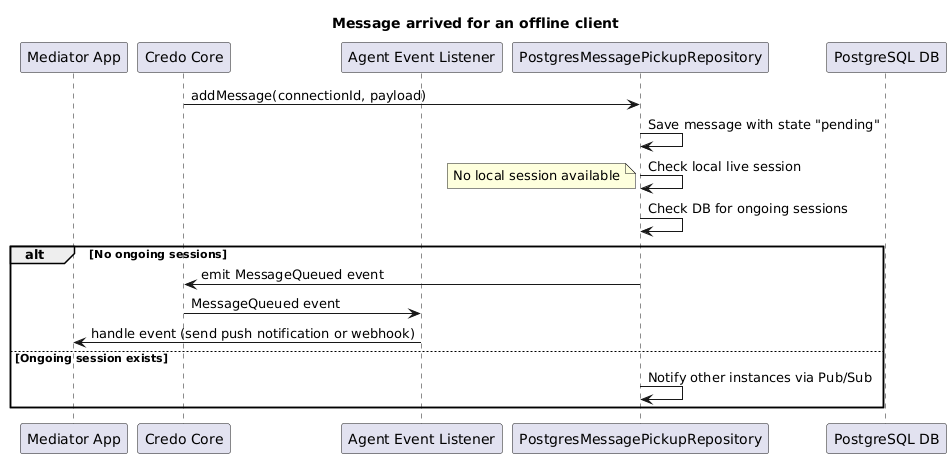 Message arrived for an offline client
Mediator App
Credo Core
Agent Event Listener
PostgresMessagePickupRepository
PostgreSQL DB
addMessage(connectionId, payload)
Save message with state "pending"
Check local live session
No local session available
Check DB for ongoing sessions
alt
[No ongoing sessions]
emit MessageQueued event
MessageQueued event
handle event (send push notification or webhook)
[Ongoing session exists]
Notify other instances via Pub/Sub
Mediator App
Credo Core
Agent Event Listener
PostgresMessagePickupRepository
PostgreSQL DB